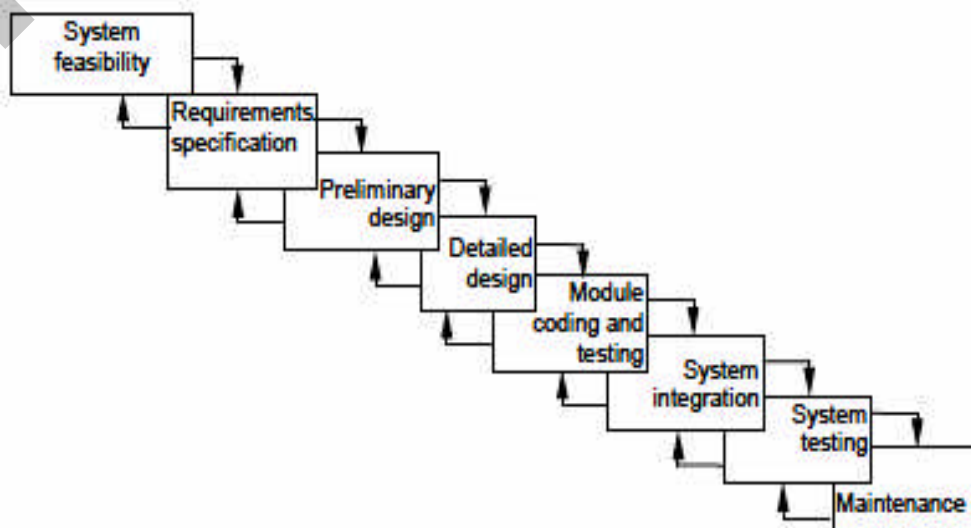 System
feasibility
Requirements
specification
Preliminary
design
Detailed
design
Module
coding and
testing
System
integration
System
testing
Maintenance